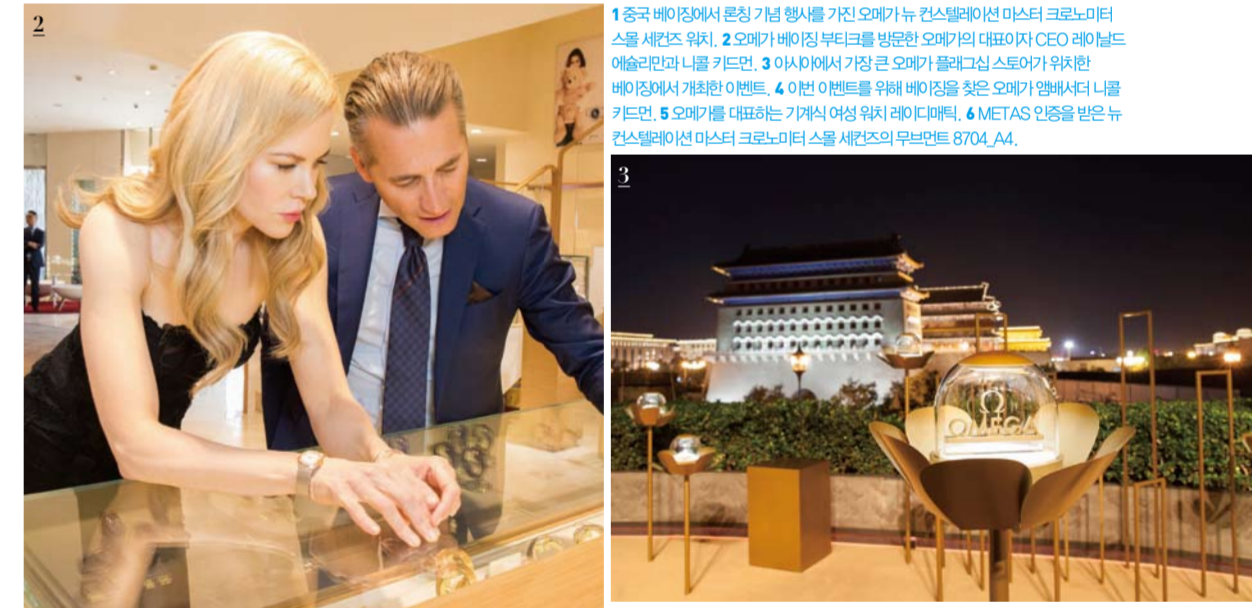 2
1 중국 베이징에서 론칭 기념 행사를 가진 오메가 뉴 컨스텔레이션 마스터 크로노미터
스몰 세컨즈 워치. 2 오메가 베이징 부티크를 방문한 오메가의 대표이자 CEO 레이날드
에슐리만과 니콜 키드먼. 3 아시아에서 가장 큰 오메가 플래그십 스토어가 위치한
베이징에서 개최한 이벤트. 4 이번 이벤트를 위해 베이징을 찾은 오메가 앰배서더 니콜
키드먼. 5 오메가를 대표하는 기계식 여성 워치 레이디매틱. 6 METAS 인증을 받은 뉴
컨스텔레이션 마스터 크로노미터 스몰 세컨즈의 무브먼트 8704_A4.
3
Ω
OMEGA